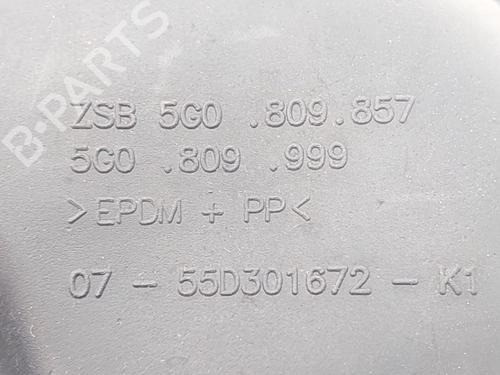 B-PARTS
ZSB 5G0 .809.857
5G0 .809 .999
>EPDM + PP<
07 - 55D301672 - K1